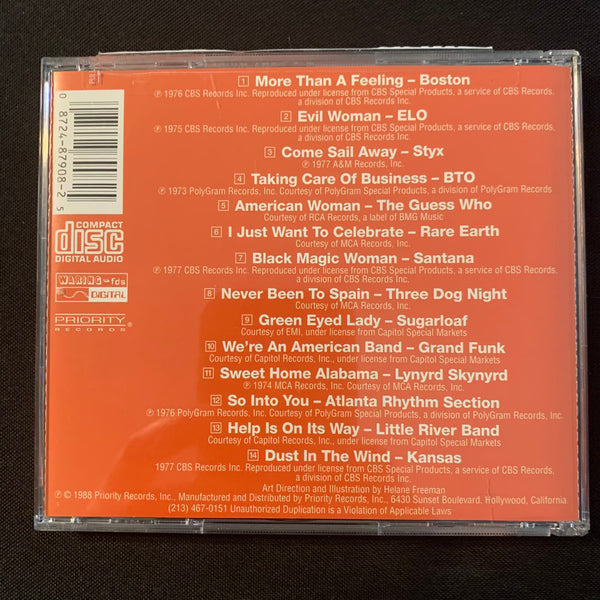 1 More Than A Feeling – Boston
℗ 1976 CBS Records Inc. Reproduced under license from CBS Special Products, a service of CBS Records,
a division of CBS Records Inc.
2 Evil Woman – ELO
℗ 1975 CBS Records Inc. Reproduced under license from CBS Special Products, a service of CBS Records,
a division of CBS Records Inc.
3 Come Sail Away – Styx
℗ 1977 A&M Records, Inc.
4 Taking Care Of Business – BTO
℗ 1973 PolyGram Records, Inc. Courtesy of PolyGram Special Products, a division of PolyGram Records
5 American Woman – The Guess Who
Courtesy of RCA Records, a label of BMG Music
6 I Just Want To Celebrate – Rare Earth
Courtesy of MCA Records, Inc.
7 Black Magic Woman – Santana
℗ 1977 CBS Records Inc. Reproduced under license from CBS Special Products, a service of CBS Records,
a division of CBS Records Inc.
8 Never Been To Spain – Three Dog Night
Courtesy of MCA Records, Inc.
9 Green Eyed Lady – Sugarloaf
Courtesy of EMI, under license from Capitol Special Markets
10 We're An American Band – Grand Funk
Courtesy of Capitol Records, Inc., under license from Capitol Special Markets
11 Sweet Home Alabama – Lynyrd Skynyrd
℗ 1974 MCA Records, Inc. Courtesy of MCA Records, Inc.
12 So Into You – Atlanta Rhythm Section
℗ 1976 PolyGram Records, Inc. Courtesy of PolyGram Special Products, a division of PolyGram Records, Inc.
13 Help Is On Its Way – Little River Band
Courtesy of Capitol Records, Inc., under license from Capitol Special Markets
14 Dust In The Wind – Kansas
1977 CBS Records Inc. Reproduced under license from CBS Special Products, a service of CBS Records,
a division of CBS Records Inc.
Art Direction and Illustration by Helane Freeman
℗ © 1988 Priority Records, Inc., Manufactured and Distributed by Priority Records, Inc., 6430 Sunset Boulevard, Hollywood, California.
(213) 467-0151 Unauthorized Duplication is a Violation of Applicable Laws
0 8724-87908-2 5
COMPACT
disc
DIGITAL AUDIO
WARING fds
DIGITAL
PRIORITY
RECORDS